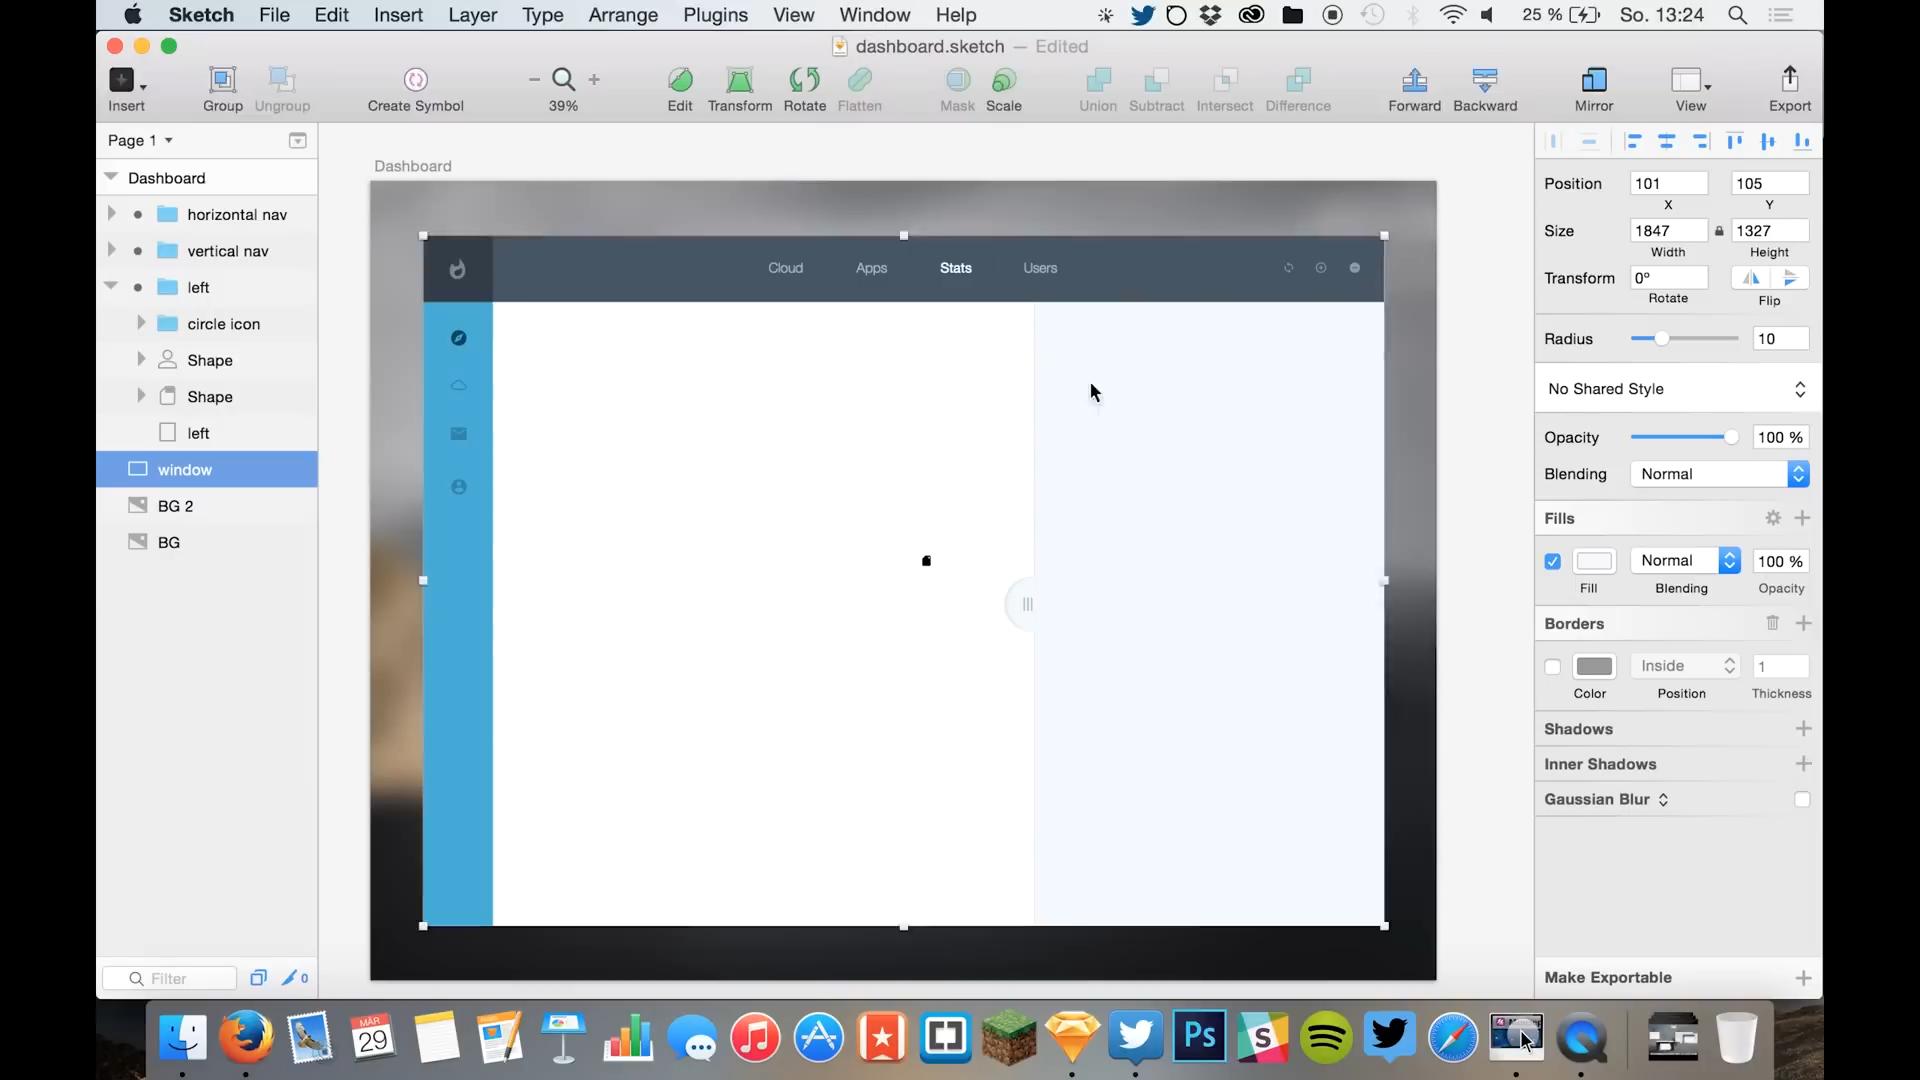 Sketch File Edit Insert Layer Type Arrange Plugins View Window Help 25 % So. 13:24
dashboard.sketch — Edited
Insert Group Ungroup Create Symbol 39% Edit Transform Rotate Flatten Mask Scale Union Subtract Intersect Difference Forward Backward Mirror View Export
Page 1
Dashboard
horizontal nav
vertical nav
left
circle icon
Shape
Shape
left
window
BG 2
BG
Filter 0
Dashboard
Cloud Apps Stats Users
Position 101 105
X Y
Size 1847 1327
Width Height
Transform 0°
Rotate Flip
Radius 10
No Shared Style
Opacity 100 %
Blending Normal
Fills
Normal 100 %
Fill Blending Opacity
Borders
Inside 1
Color Position Thickness
Shadows
Inner Shadows
Gaussian Blur
Make Exportable
MÄR
29
Ps